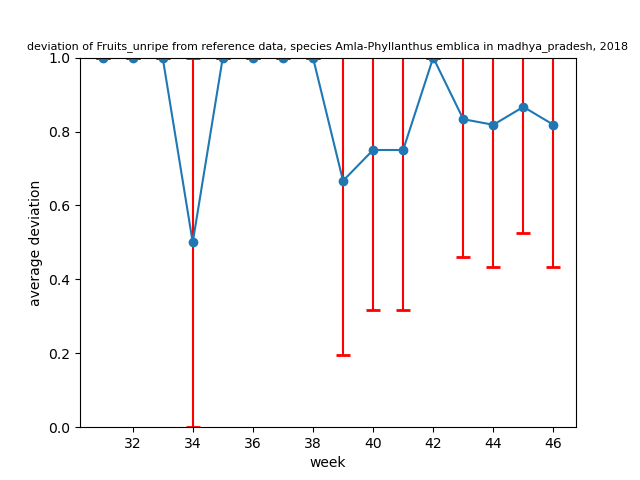 deviation of Fruits_unripe from reference data, species Amla-Phyllanthus emblica in madhya_pradesh, 2018
1.0
0.8
0.6
0.4
0.2
0.0
average deviation
32 34 36 38 40 42 44 46
week